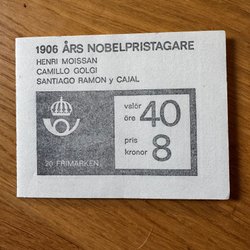 1906 ÅRS NOBELPRISTAGARE
HENRI MOISSAN
CAMILLO GOLGI
SANTIAGO RAMON y CAJAL
valör
öre 40
pris
kronor 8
20 FRIMÄRKEN